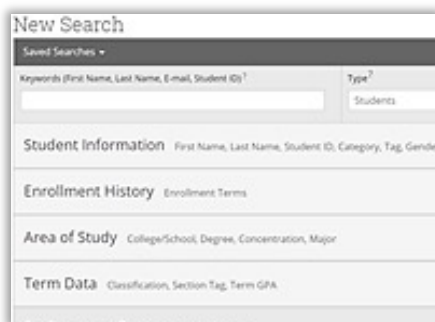 New Search
Saved Searches
Keywords (First Name, Last Name, E-mail, Student ID) ?
Type ?
Students
Student Information First Name, Last Name, Student ID, Category, Tag, Gende
Enrollment History Enrollment Terms
Area of Study College/School, Degree, Concentration, Major
Term Data Classification, Section Tag, Term GPA